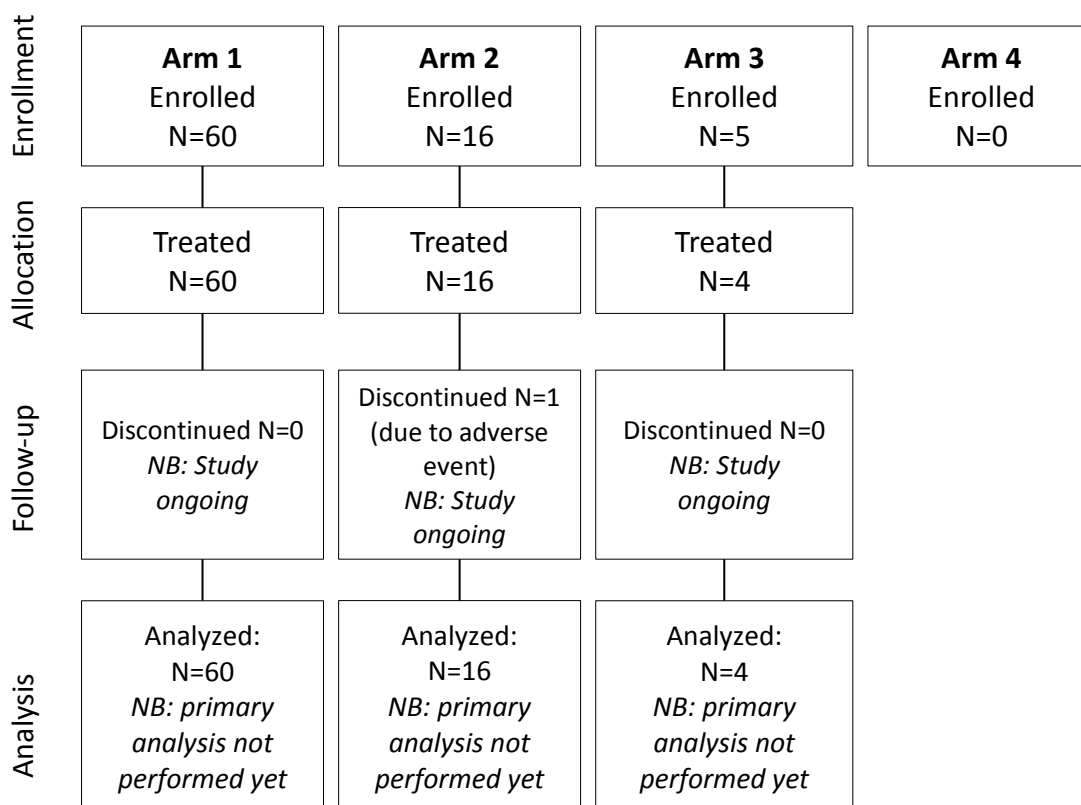 Enrollment
Arm 1
Enrolled
N=60
Arm 2
Enrolled
N=16
Arm 3
Enrolled
N=5
Arm 4
Enrolled
N=0
Allocation
Treated
N=60
Treated
N=16
Treated
N=4
Follow-up
Discontinued N=0
NB: Study
ongoing
Discontinued N=1
(due to adverse
event)
NB: Study
ongoing
Discontinued N=0
NB: Study
ongoing
Analysis
Analyzed:
N=60
NB: primary
analysis not
performed yet
Analyzed:
N=16
NB: primary
analysis not
performed yet
Analyzed:
N=4
NB: primary
analysis not
performed yet